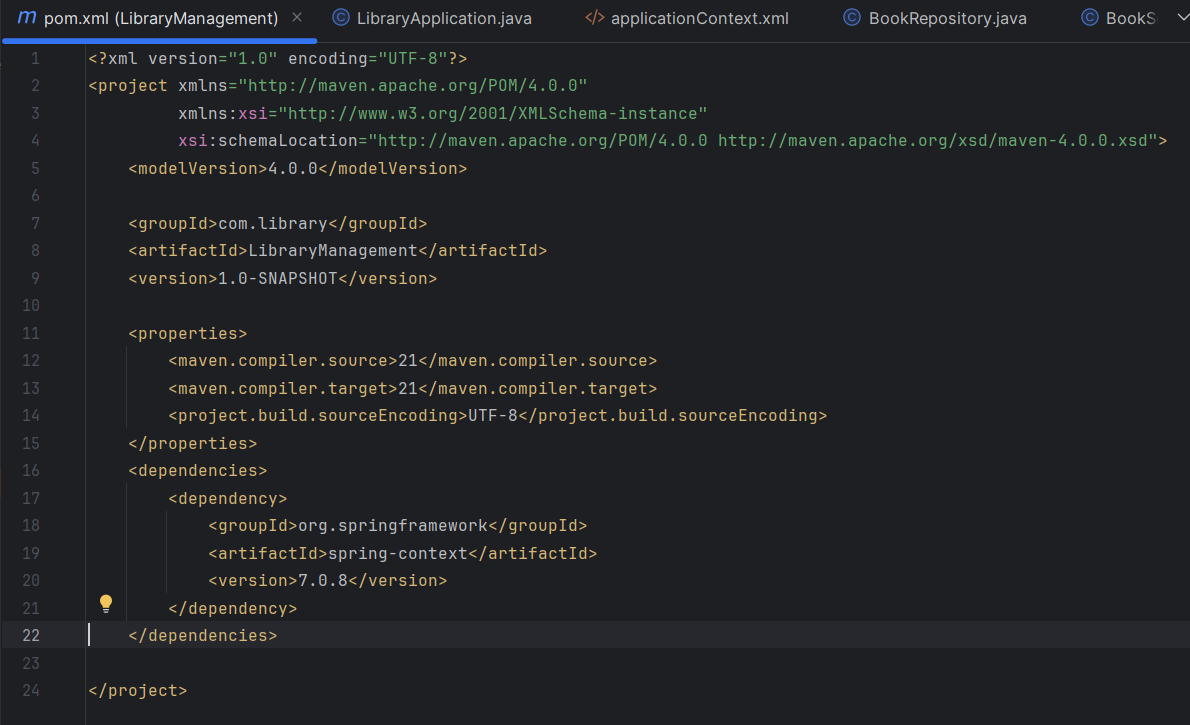 m pom.xml (LibraryManagement) × © LibraryApplication.java </> applicationContext.xml © BookRepository.java © BookS
1 <?xml version="1.0" encoding="UTF-8"?>
2 <project xmlns="http://maven.apache.org/POM/4.0.0"
3          xmlns:xsi="http://www.w3.org/2001/XMLSchema-instance"
4          xsi:schemaLocation="http://maven.apache.org/POM/4.0.0 http://maven.apache.org/xsd/maven-4.0.0.xsd">
5     <modelVersion>4.0.0</modelVersion>
6
7     <groupId>com.library</groupId>
8     <artifactId>LibraryManagement</artifactId>
9     <version>1.0-SNAPSHOT</version>
10
11     <properties>
12         <maven.compiler.source>21</maven.compiler.source>
13         <maven.compiler.target>21</maven.compiler.target>
14         <project.build.sourceEncoding>UTF-8</project.build.sourceEncoding>
15     </properties>
16     <dependencies>
17         <dependency>
18             <groupId>org.springframework</groupId>
19             <artifactId>spring-context</artifactId>
20             <version>7.0.8</version>
21         </dependency>
22     </dependencies>
23
24 </project>